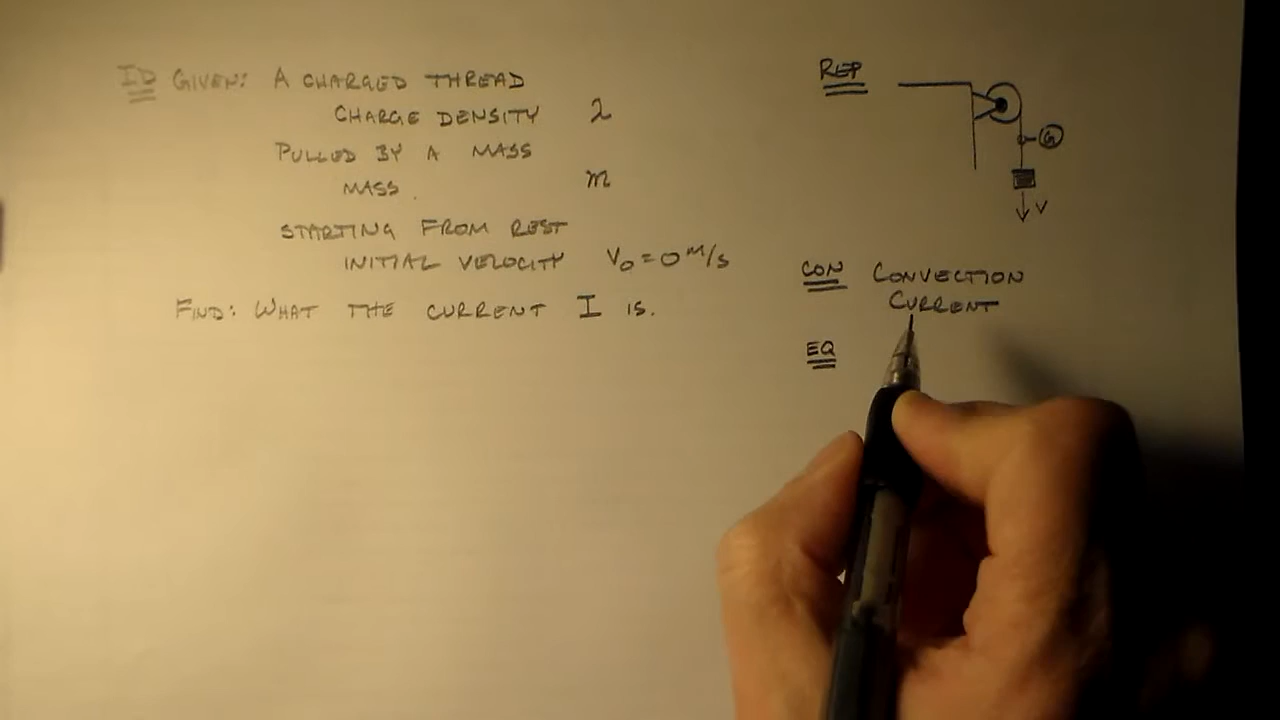 ID GIVEN: A CHARGED THREAD
CHARGE DENSITY λ
PULLED BY A MASS
MASS m
STARTING FROM REST
INITIAL VELOCITY V₀ = 0 m/s
FIND: WHAT THE CURRENT I IS.
REP
G
V
CON CONVECTION
CURRENT
EQ